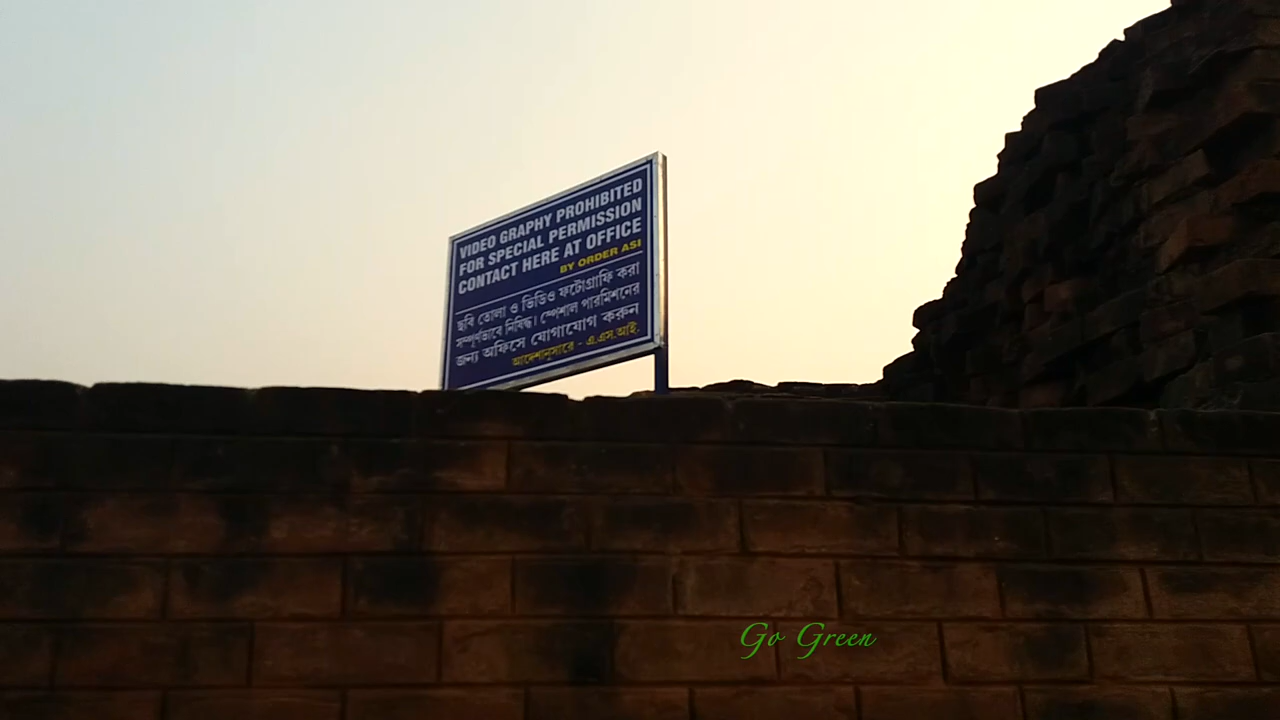 VIDEO GRAPHY PROHIBITED
FOR SPECIAL PERMISSION
CONTACT HERE AT OFFICE
BY ORDER ASI
ছবি তোলা ও ভিডিও ফটোগ্রাফি করা
সম্পূর্ণভাবে নিষিদ্ধ। স্পেশাল পারমিশনের
জন্য অফিসে যোগাযোগ করুন
আদেশানুসারে - এ.এস.আই.
Go Green